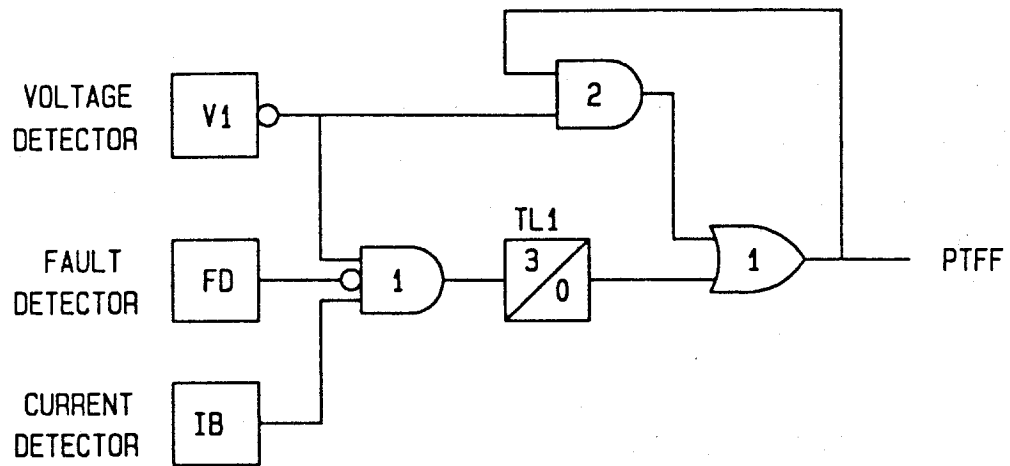 VOLTAGE
DETECTOR
V1
2
FAULT
DETECTOR
FD
1
TL1
3
0
1
PTFF
CURRENT
DETECTOR
IB